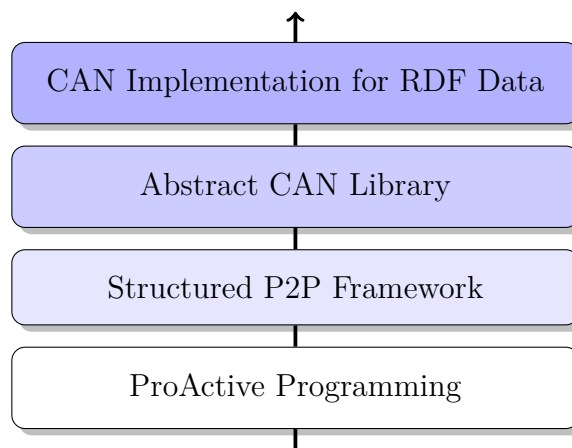 CAN Implementation for RDF Data
Abstract CAN Library
Structured P2P Framework
ProActive Programming